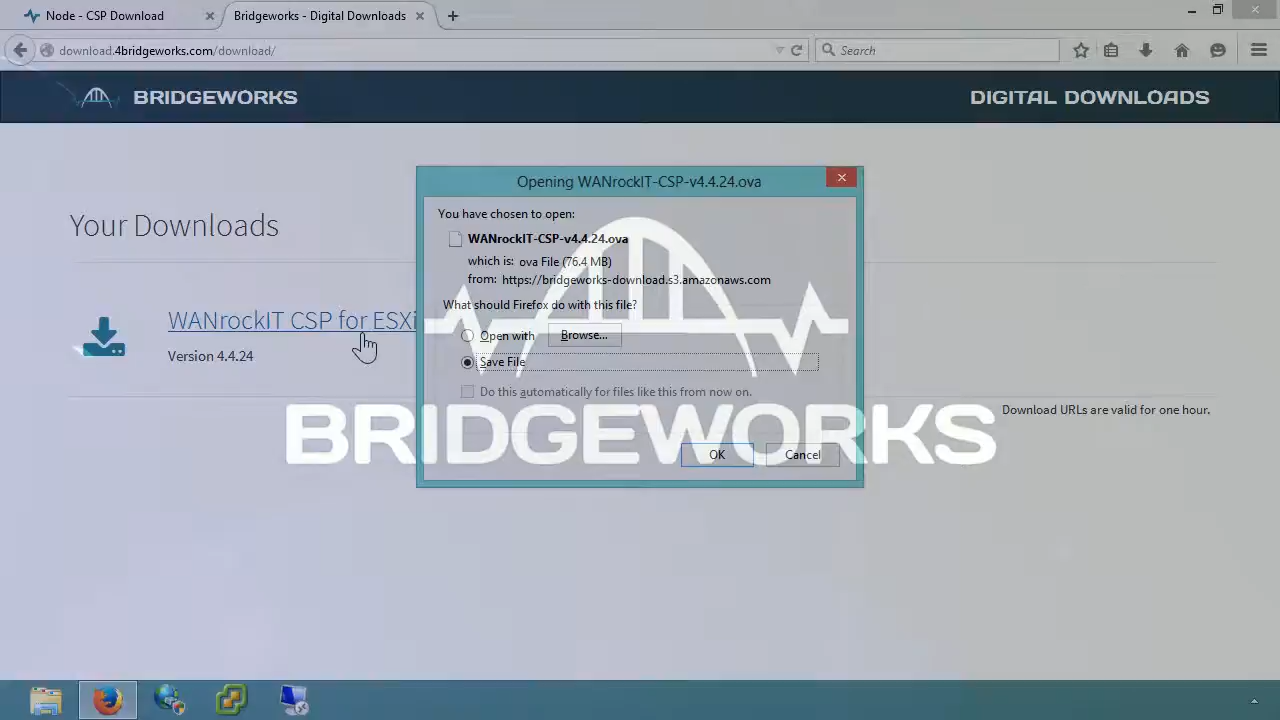 Node - CSP Download
Bridgeworks - Digital Downloads
download.4bridgeworks.com/download/
Search
BRIDGEWORKS
DIGITAL DOWNLOADS
Opening WANrockIT-CSP-v4.4.24.ova
You have chosen to open:
WANrockIT-CSP-v4.4.24.ova
which is: ova File (76.4 MB)
from: https://bridgeworks-download.s3.amazonaws.com
What should Firefox do with this file?
Open with Browse...
Save File
Do this automatically for files like this from now on.
OK Cancel
Your Downloads
WANrockIT CSP for ESXi
Version 4.4.24
Download URLs are valid for one hour.
BRIDGEWORKS